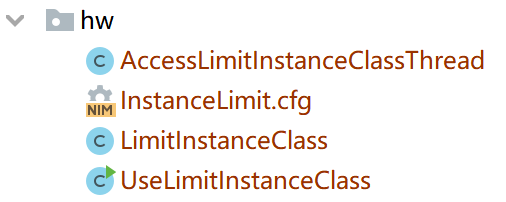 hw
C AccessLimitInstanceClassThread
NIM InstanceLimit.cfg
C LimitInstanceClass
C UseLimitInstanceClass